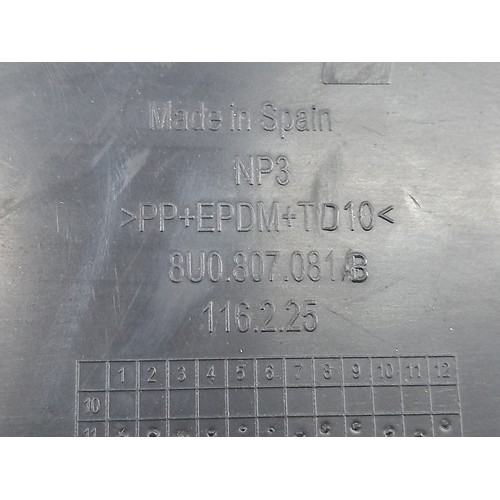 Made in Spain
NP3
>PP+EPDM+TD10<
8U0.807.081/B
116.2.25
1 2 3 4 5 6 7 8 9 10 11 12
10
11